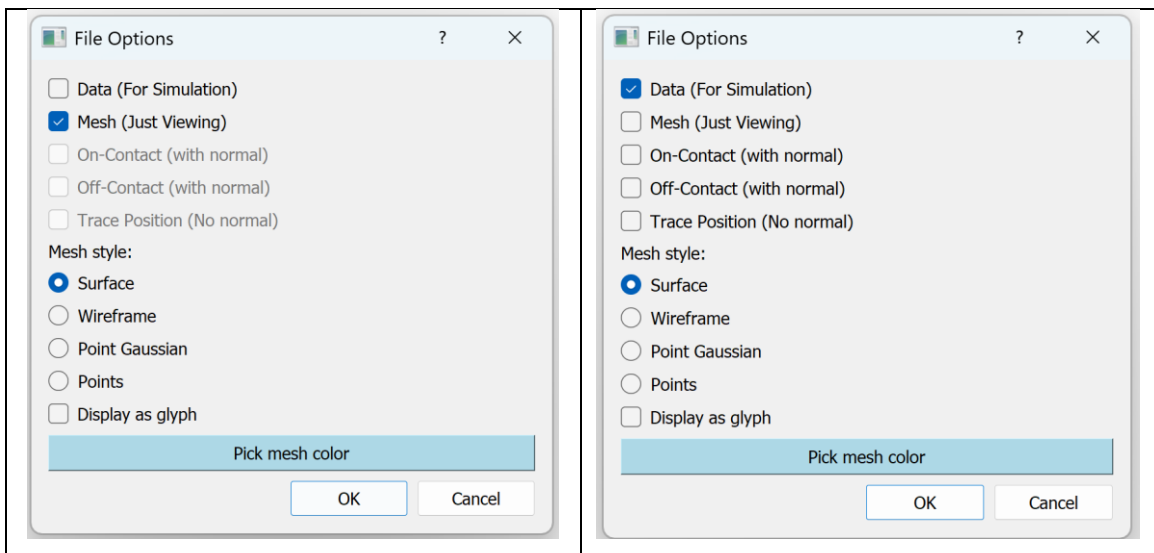 File Options ? ×
Data (For Simulation)
Mesh (Just Viewing)
On-Contact (with normal)
Off-Contact (with normal)
Trace Position (No normal)
Mesh style:
Surface
Wireframe
Point Gaussian
Points
Display as glyph
Pick mesh color
OK Cancel
File Options ? ×
Data (For Simulation)
Mesh (Just Viewing)
On-Contact (with normal)
Off-Contact (with normal)
Trace Position (No normal)
Mesh style:
Surface
Wireframe
Point Gaussian
Points
Display as glyph
Pick mesh color
OK Cancel